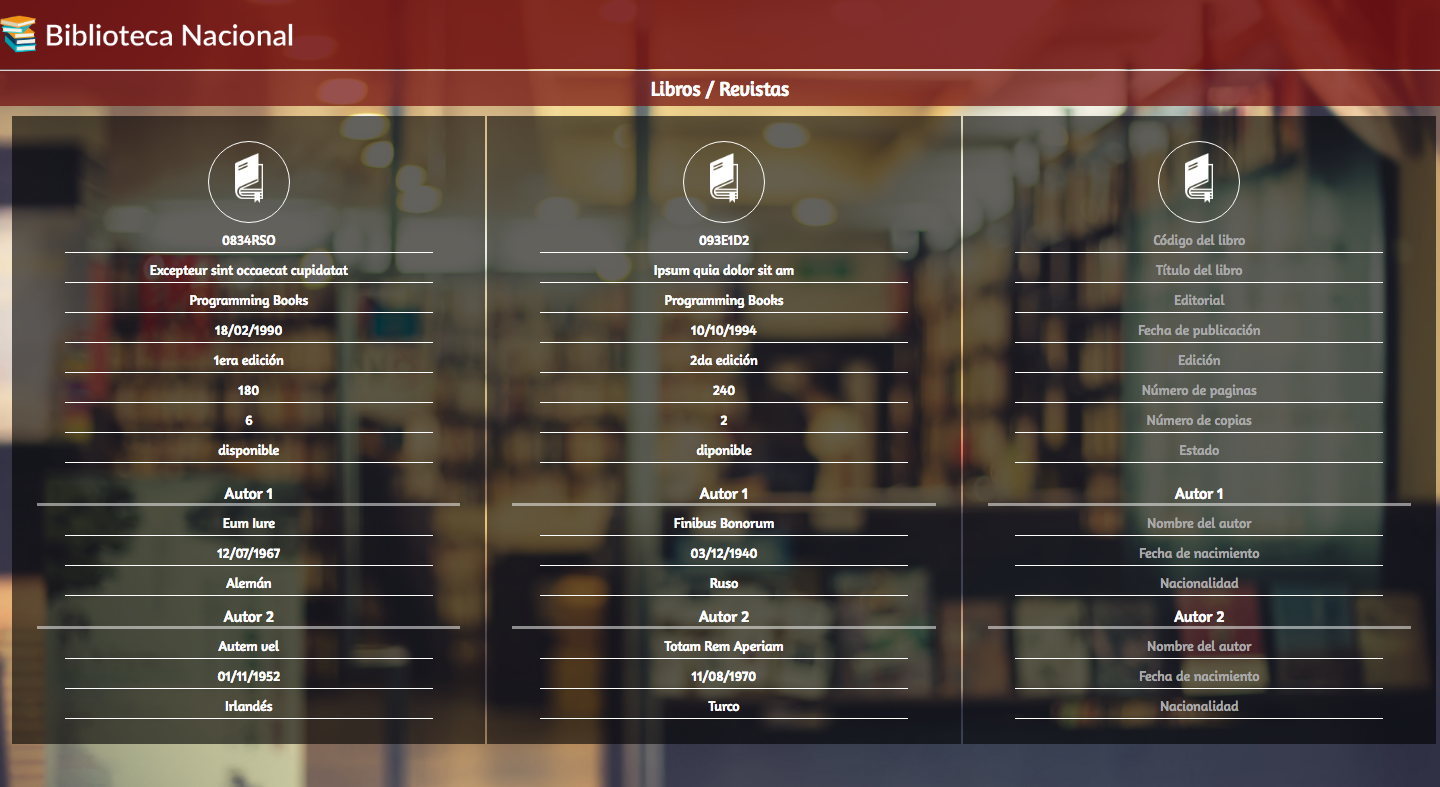 Biblioteca Nacional
Libros / Revistas
0834RSO
Excepteur sint occaecat cupidatat
Programming Books
18/02/1990
1era edición
180
6
disponible
Autor 1
Eum Iure
12/07/1967
Alemán
Autor 2
Autem vel
01/11/1952
Irlandés
093E1D2
Ipsum quia dolor sit am
Programming Books
10/10/1994
2da edición
240
2
diponible
Autor 1
Finibus Bonorum
03/12/1940
Ruso
Autor 2
Totam Rem Aperiam
11/08/1970
Turco
Código del libro
Título del libro
Editorial
Fecha de publicación
Edición
Número de paginas
Número de copias
Estado
Autor 1
Nombre del autor
Fecha de nacimiento
Nacionalidad
Autor 2
Nombre del autor
Fecha de nacimiento
Nacionalidad